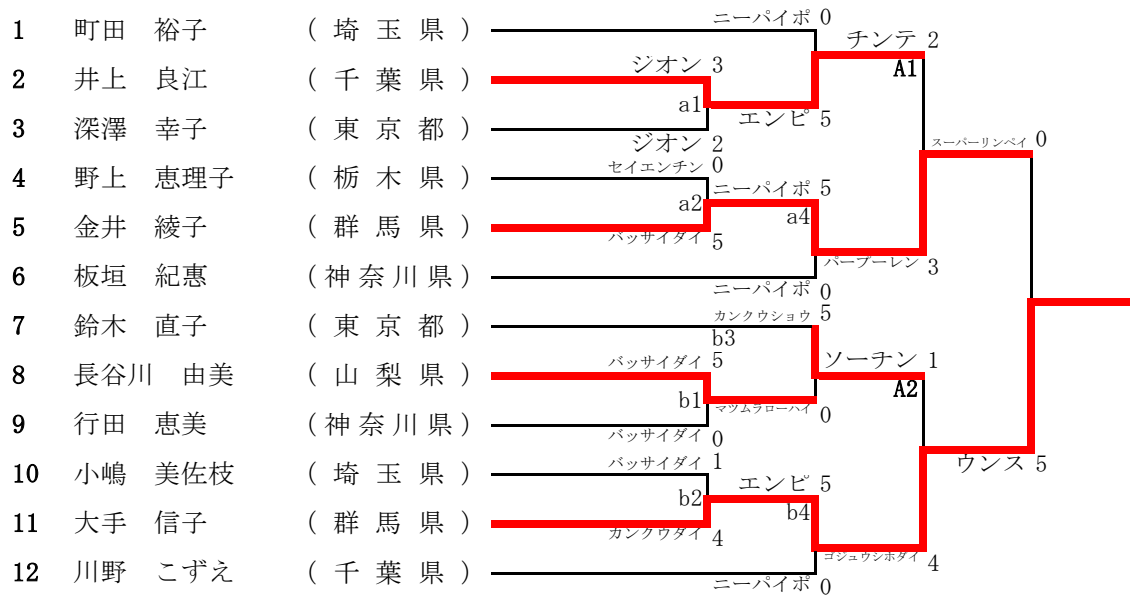 1 町田　裕子 (埼玉県) ニーパイポ 0
チンテ 2
A1
2 井上　良江 (千葉県) ジオン 3
a1
エンピ 5
3 深澤　幸子 (東京都) ジオン 2
スーパーリンペイ 0
4 野上　恵理子 (栃木県) セイエンチン 0
ニーパイポ 5
a2
a4
5 金井　綾子 (群馬県) バッサイダイ 5
パープーレン 3
6 板垣　紀惠 (神奈川県) ニーパイポ 0
7 鈴木　直子 (東京都) カンクウショウ 5
b3
ソーチン 1
A2
8 長谷川　由美 (山梨県) バッサイダイ 5
b1
マツムラローハイ 0
9 行田　恵美 (神奈川県) バッサイダイ 0
ウンス 5
10 小嶋　美佐枝 (埼玉県) バッサイダイ 1
エンピ 5
b2
b4
11 大手　信子 (群馬県) カンクウダイ 4
ゴジュウシホダイ 4
12 川野　こずえ (千葉県) ニーパイポ 0